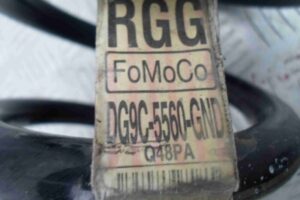 RGG
FoMoCo
DG9C-5560-GND
Q48PA